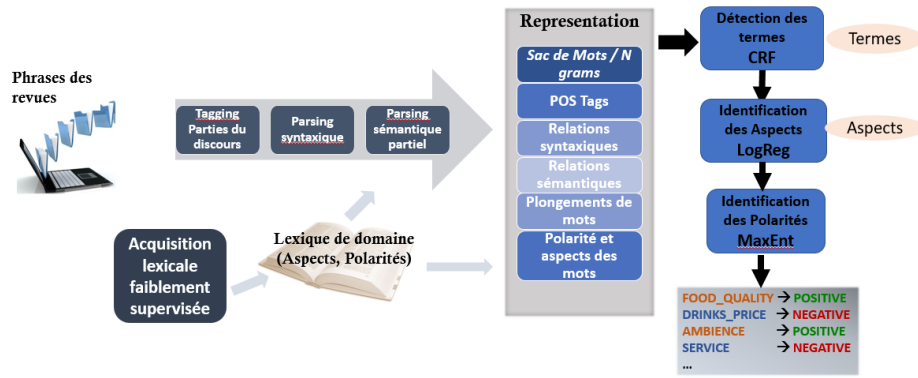 Phrases des
revues
Tagging
Parties du
discours
Parsing
syntaxique
Parsing
sémantique
partiel
Acquisition
lexicale
faiblement
supervisée
Lexique de domaine
(Aspects, Polarités)
Representation
Sac de Mots / N
grams
POS Tags
Relations
syntaxiques
Relations
sémantiques
Plongements de
mots
Polarité et
aspects des
mots
Détection des
termes
CRF
Termes
Identification
des Aspects
LogReg
Aspects
Identification
des Polarités
MaxEnt
FOOD_QUALITY → POSITIVE
DRINKS_PRICE → NEGATIVE
AMBIENCE → POSITIVE
SERVICE → NEGATIVE
...